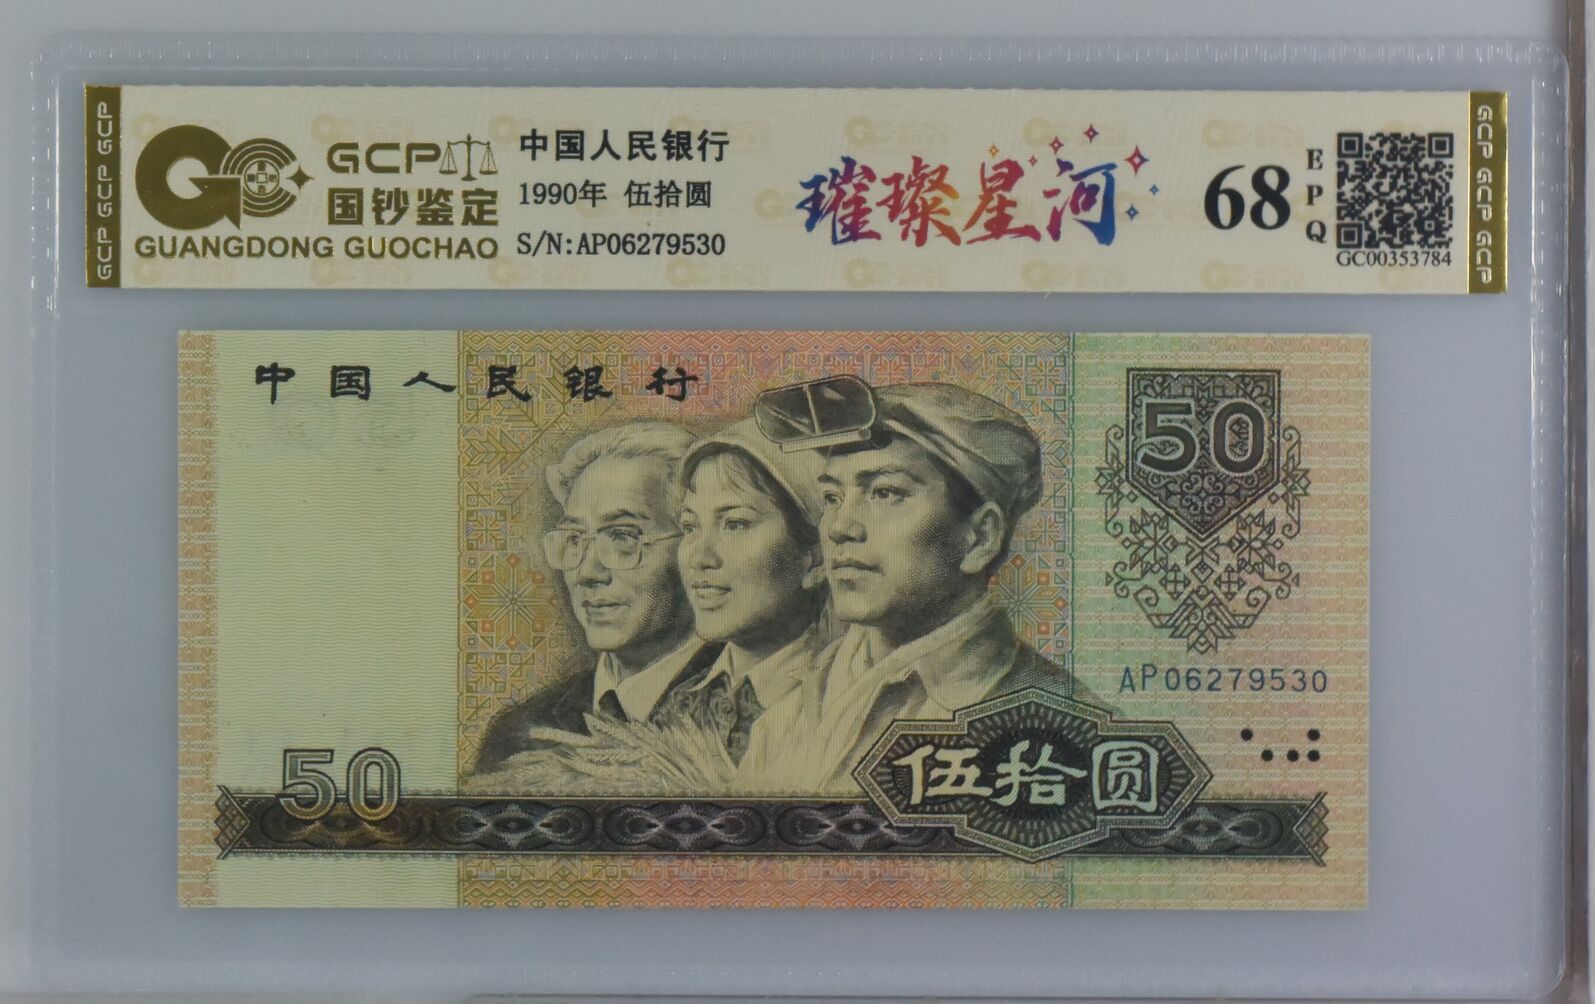 GCP GCP GCP
GCP
国钞鉴定
GUANGDONG GUOCHAO
中国人民银行
1990年 伍拾圆
S/N:AP06279530
璀璨星河
68
EPQ
GC00353784
GCP GCP GCP
中国人民银行
50
AP06279530
50
伍拾圆